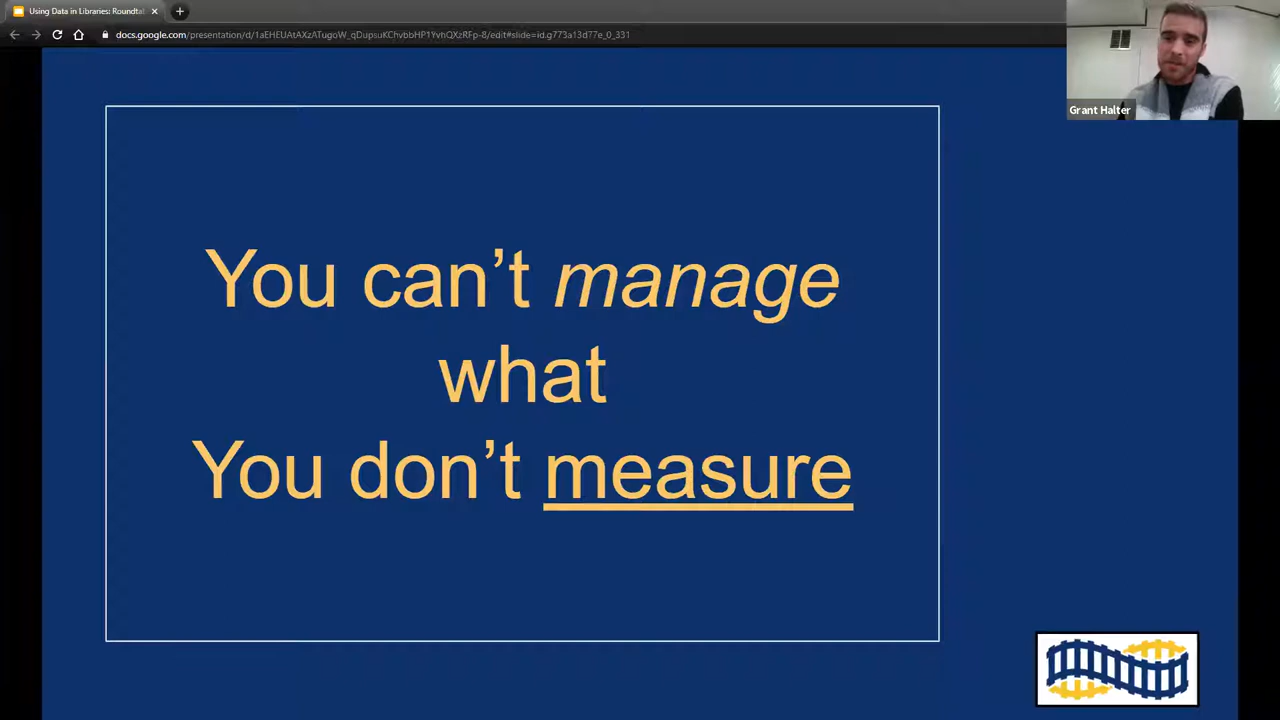 Using Data in Libraries: Roundta
docs.google.com/presentation/d/1aEHEUAtAXzATugoW_qDupsuKChvbbHP1YvhQXzRFp-8/edit#slide=id.g773a13d77e_0_331
Grant Halter
You can’t manage
what
You don’t measure